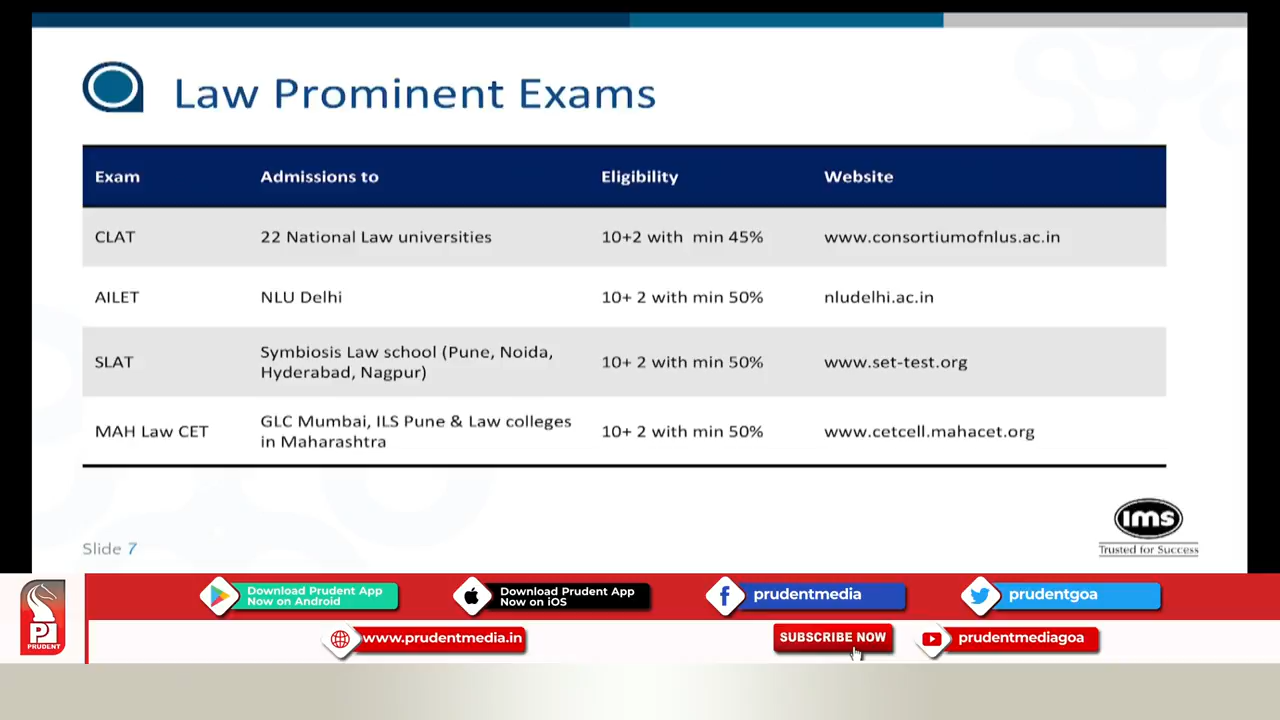 Law Prominent Exams
Exam Admissions to Eligibility Website
CLAT 22 National Law universities 10+2 with min 45% www.consortiumofnlus.ac.in
AILET NLU Delhi 10+ 2 with min 50% nludelhi.ac.in
SLAT Symbiosis Law school (Pune, Noida, Hyderabad, Nagpur) 10+ 2 with min 50% www.set-test.org
MAH Law CET GLC Mumbai, ILS Pune & Law colleges in Maharashtra 10+ 2 with min 50% www.cetcell.mahacet.org
ims
Trusted for Success
Slide 7
PRUDENT
Download Prudent App
Now on Android
Download Prudent App
Now on iOS
prudentmedia
prudentgoa
www.prudentmedia.in
SUBSCRIBE NOW
prudentmediagoa